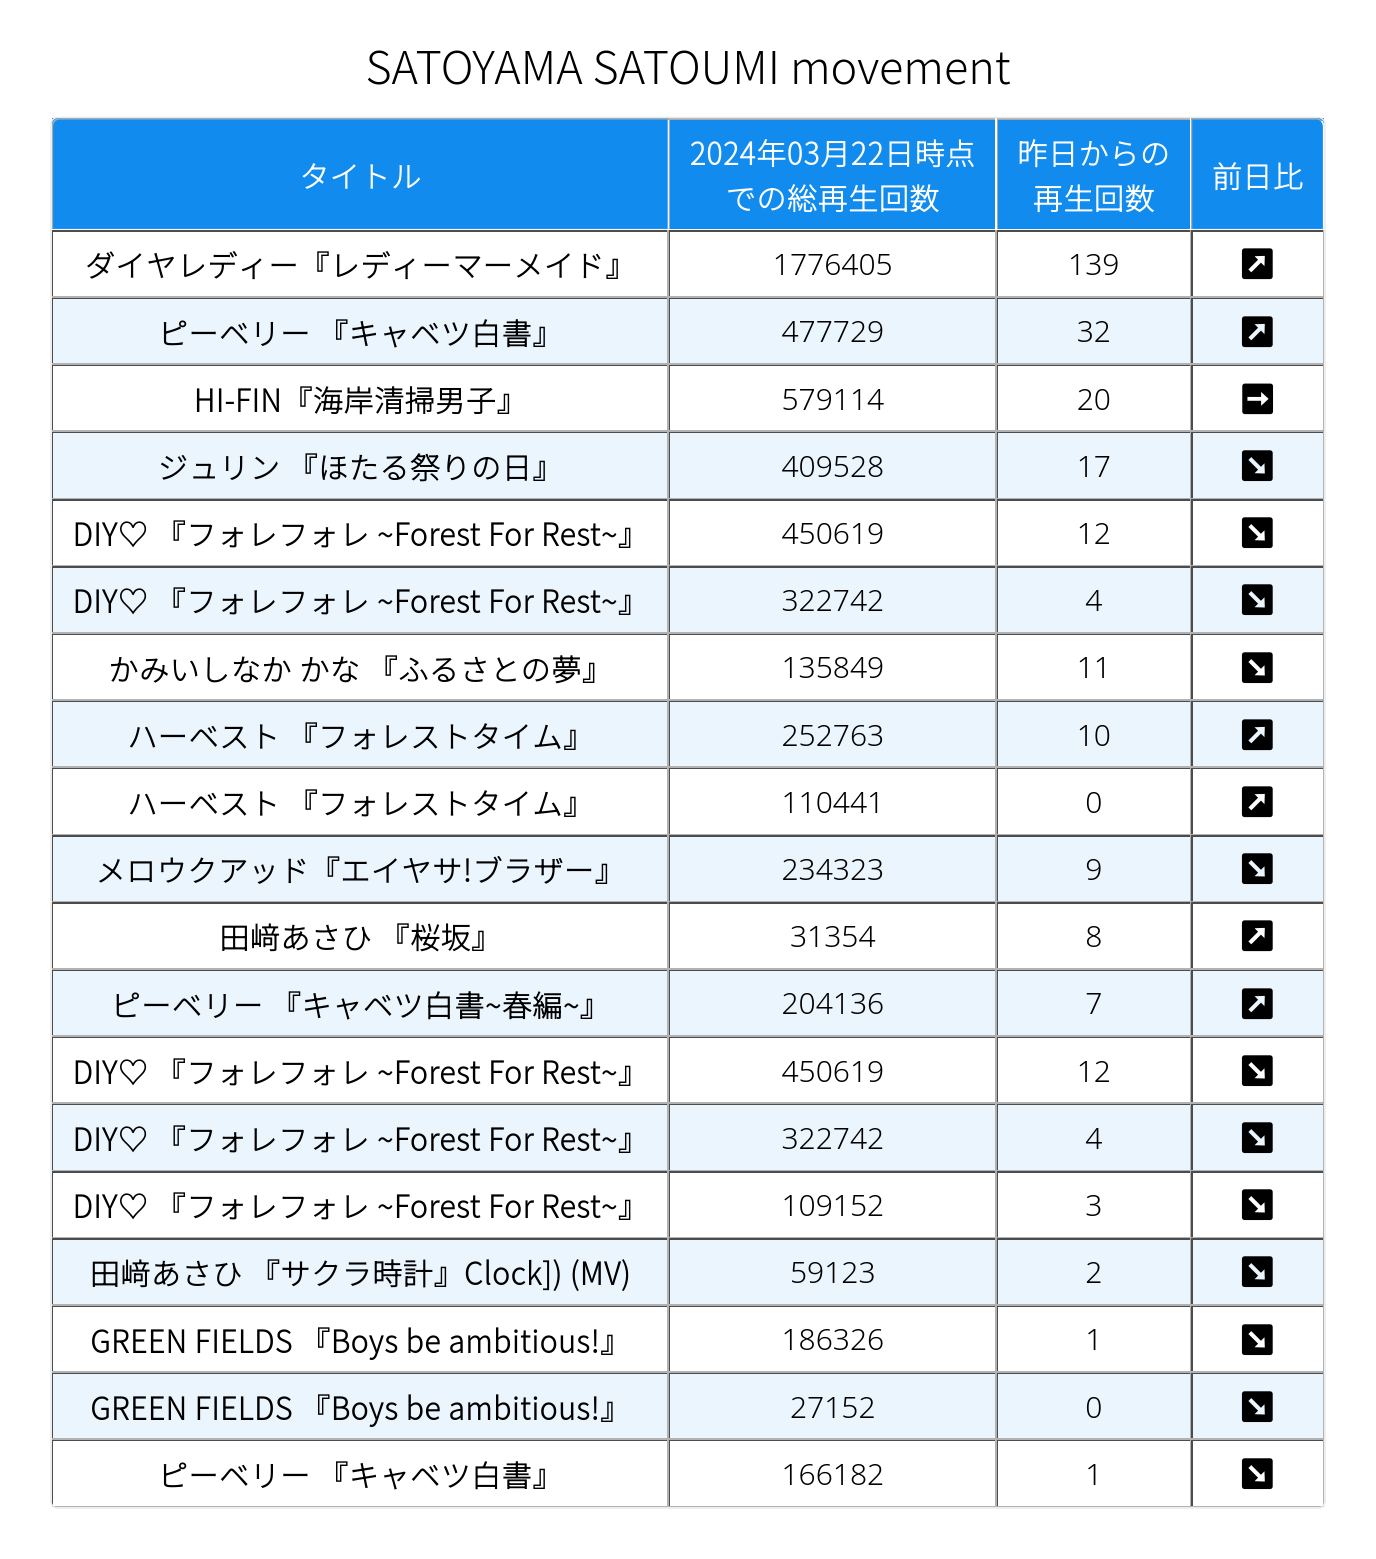 SATOYAMA SATOUMI movement
タイトル 2024年03月22日時点での総再生回数 昨日からの再生回数 前日比
ダイヤレディー『レディーマーメイド』 1776405 139 ↗
ピーベリー 『キャベツ白書』 477729 32 ↗
HI-FIN『海岸清掃男子』 579114 20 →
ジュリン 『ほたる祭りの日』 409528 17 ↘
DIY♡ 『フォレフォレ ~Forest For Rest~』 450619 12 ↘
DIY♡ 『フォレフォレ ~Forest For Rest~』 322742 4 ↘
かみいしなか かな 『ふるさとの夢』 135849 11 ↘
ハーベスト 『フォレストタイム』 252763 10 ↗
ハーベスト 『フォレストタイム』 110441 0 ↗
メロウクアッド『エイヤサ!ブラザー』 234323 9 ↘
田﨑あさひ 『桜坂』 31354 8 ↗
ピーベリー 『キャベツ白書~春編~』 204136 7 ↗
DIY♡ 『フォレフォレ ~Forest For Rest~』 450619 12 ↘
DIY♡ 『フォレフォレ ~Forest For Rest~』 322742 4 ↘
DIY♡ 『フォレフォレ ~Forest For Rest~』 109152 3 ↘
田﨑あさひ 『サクラ時計』Clock]) (MV) 59123 2 ↘
GREEN FIELDS 『Boys be ambitious!』 186326 1 ↘
GREEN FIELDS 『Boys be ambitious!』 27152 0 ↘
ピーベリー 『キャベツ白書』 166182 1 ↘